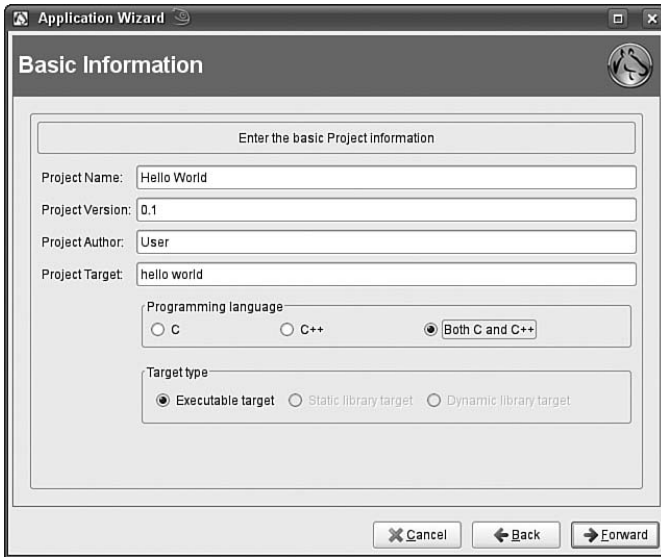 Application Wizard
Basic Information
Enter the basic Project information
Project Name: Hello World
Project Version: 0.1
Project Author: User
Project Target: hello world
Programming language
C C++ Both C and C++
Target type
Executable target Static library target Dynamic library target
Cancel Back Forward